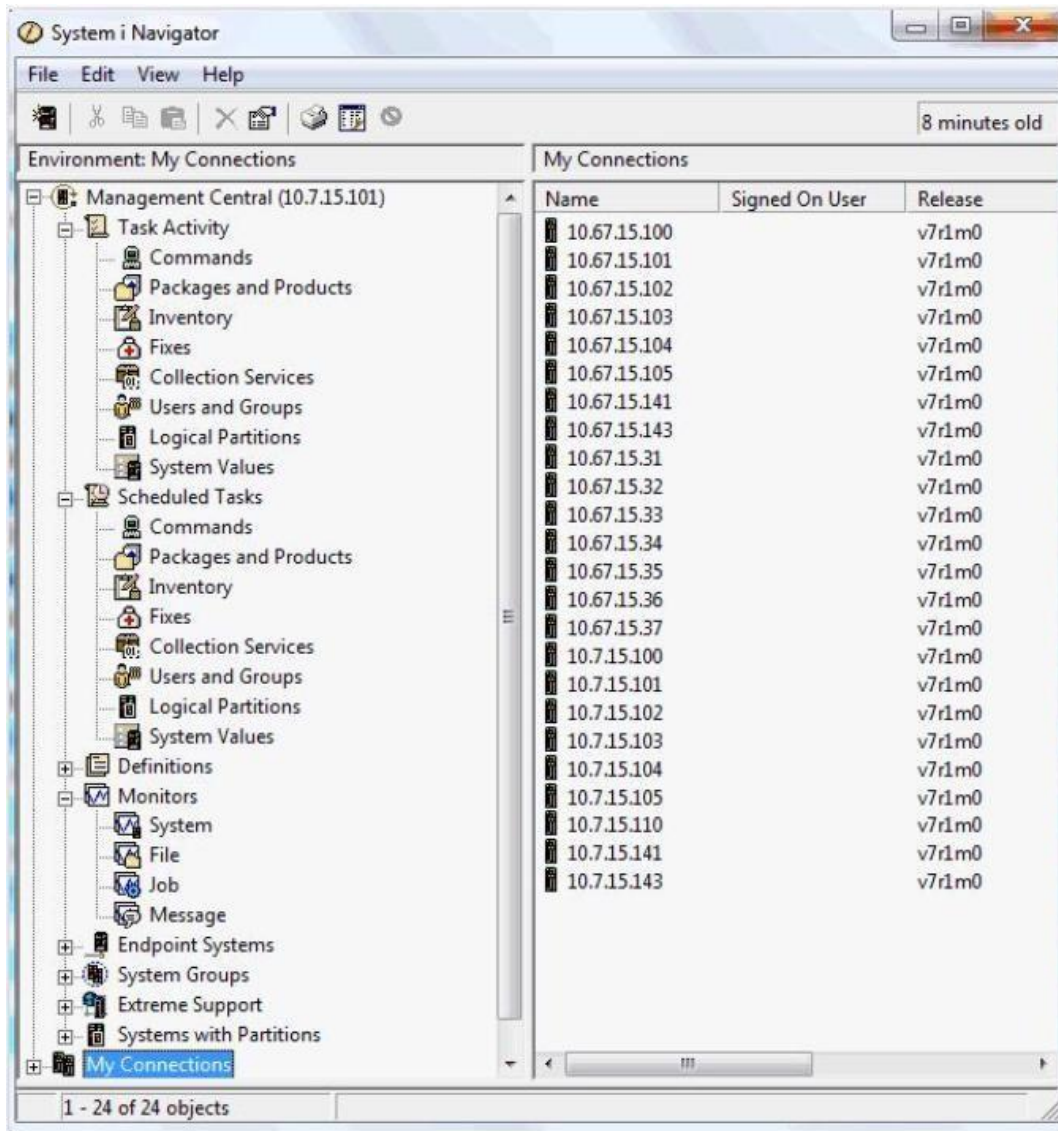 System i Navigator
File Edit View Help
8 minutes old
Environment: My Connections
Management Central (10.7.15.101)
Task Activity
Commands
Packages and Products
Inventory
Fixes
Collection Services
Users and Groups
Logical Partitions
System Values
Scheduled Tasks
Commands
Packages and Products
Inventory
Fixes
Collection Services
Users and Groups
Logical Partitions
System Values
Definitions
Monitors
System
File
Job
Message
Endpoint Systems
System Groups
Extreme Support
Systems with Partitions
My Connections
My Connections
Name Signed On User Release
10.67.15.100 v7r1m0
10.67.15.101 v7r1m0
10.67.15.102 v7r1m0
10.67.15.103 v7r1m0
10.67.15.104 v7r1m0
10.67.15.105 v7r1m0
10.67.15.141 v7r1m0
10.67.15.143 v7r1m0
10.67.15.31 v7r1m0
10.67.15.32 v7r1m0
10.67.15.33 v7r1m0
10.67.15.34 v7r1m0
10.67.15.35 v7r1m0
10.67.15.36 v7r1m0
10.67.15.37 v7r1m0
10.7.15.100 v7r1m0
10.7.15.101 v7r1m0
10.7.15.102 v7r1m0
10.7.15.103 v7r1m0
10.7.15.104 v7r1m0
10.7.15.105 v7r1m0
10.7.15.110 v7r1m0
10.7.15.141 v7r1m0
10.7.15.143 v7r1m0
1 - 24 of 24 objects